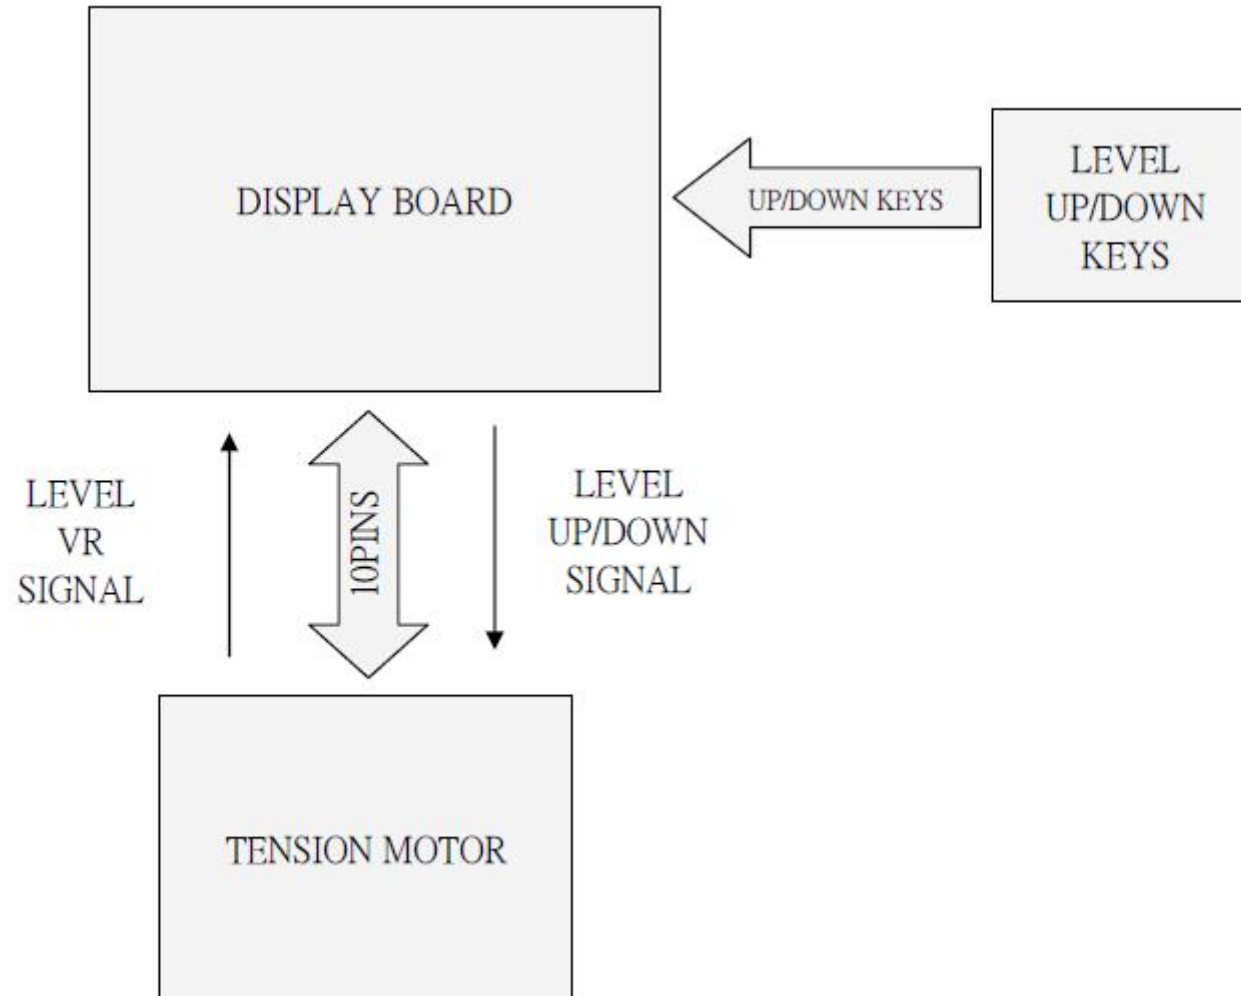 DISPLAY BOARD
UP/DOWN KEYS
LEVEL
UP/DOWN
KEYS
LEVEL
VR
SIGNAL
10PINS
LEVEL
UP/DOWN
SIGNAL
TENSION MOTOR